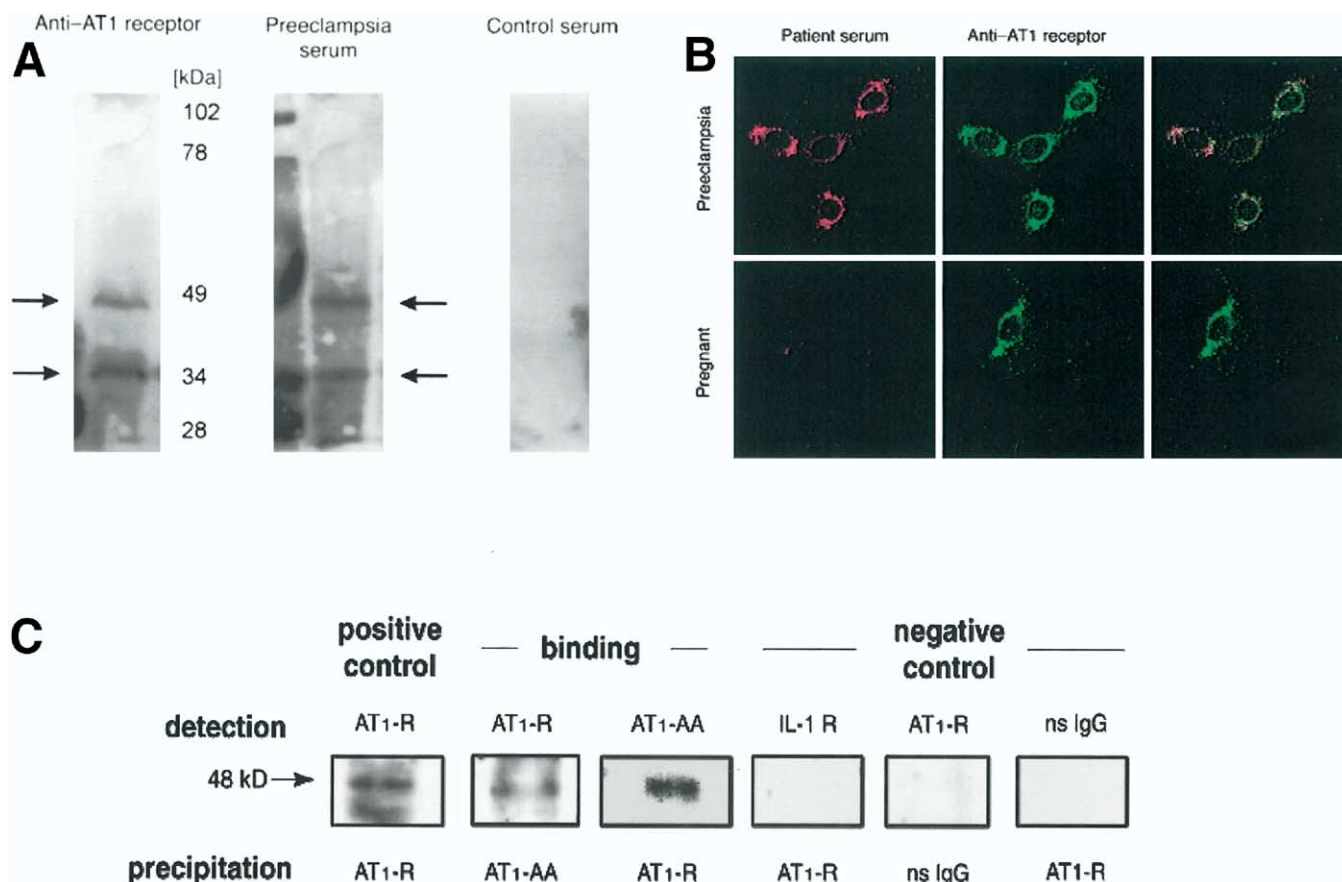 A
Anti–AT1 receptor
Preeclampsia
serum
Control serum
[kDa]
102
78
49
34
28
B
Patient serum
Anti–AT1 receptor
Preeclampsia
Pregnant
C
positive
control
binding
negative
control
detection
AT1-R
AT1-R
AT1-AA
IL-1 R
AT1-R
ns IgG
48 kD
precipitation
AT1-R
AT1-AA
AT1-R
AT1-R
ns IgG
AT1-R